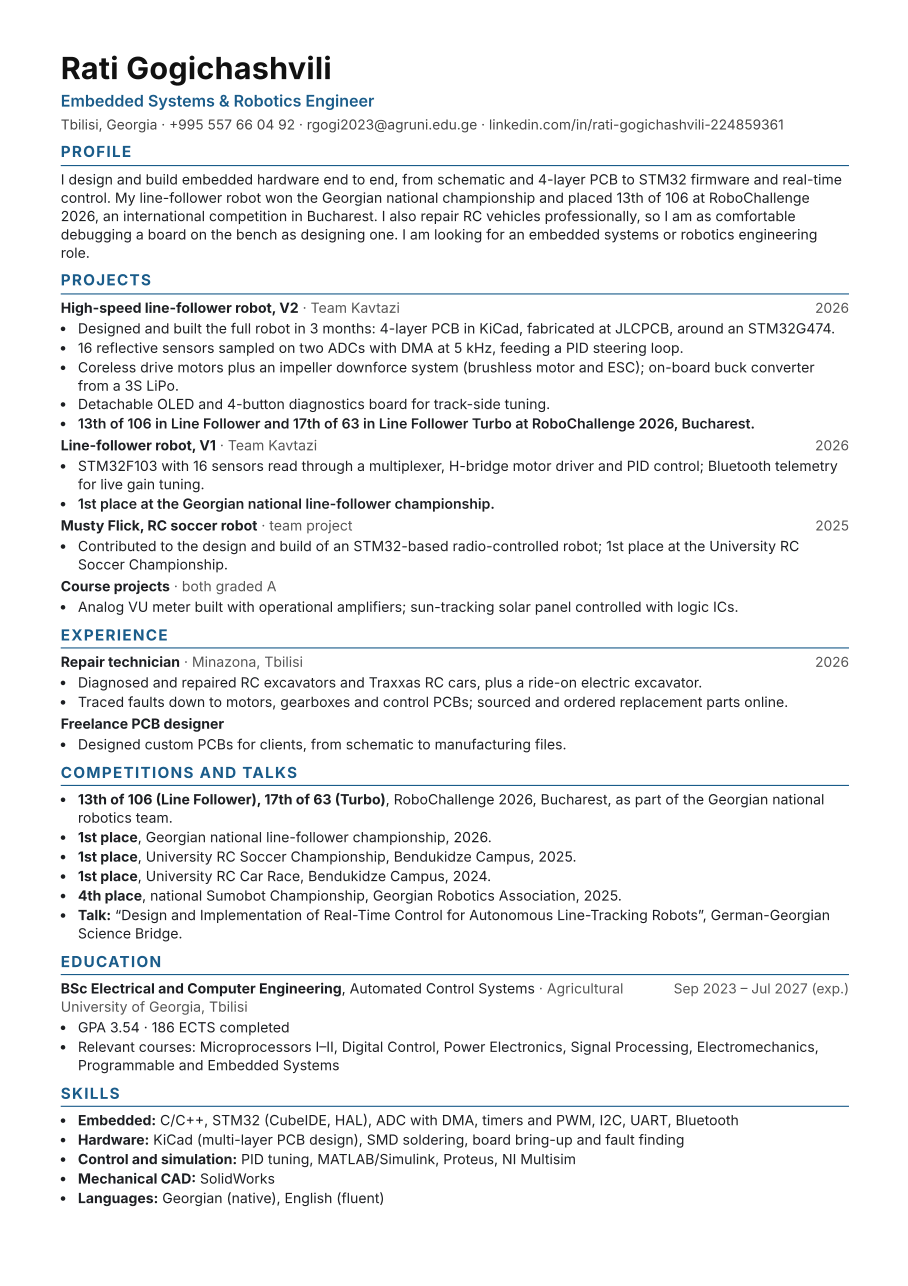 Rati Gogichashvili
Embedded Systems & Robotics Engineer
Tbilisi, Georgia · +995 557 66 04 92 · rgogi2023@agruni.edu.ge · linkedin.com/in/rati-gogichashvili-224859361
PROFILE
I design and build embedded hardware end to end, from schematic and 4-layer PCB to STM32 firmware and real-time
control. My line-follower robot won the Georgian national championship and placed 13th of 106 at RoboChallenge
2026, an international competition in Bucharest. I also repair RC vehicles professionally, so I am as comfortable
debugging a board on the bench as designing one. I am looking for an embedded systems or robotics engineering
role.
PROJECTS
High-speed line-follower robot, V2 · Team Kavtazi 2026
• Designed and built the full robot in 3 months: 4-layer PCB in KiCad, fabricated at JLCPCB, around an STM32G474.
• 16 reflective sensors sampled on two ADCs with DMA at 5 kHz, feeding a PID steering loop.
• Coreless drive motors plus an impeller downforce system (brushless motor and ESC); on-board buck converter
from a 3S LiPo.
• Detachable OLED and 4-button diagnostics board for track-side tuning.
• 13th of 106 in Line Follower and 17th of 63 in Line Follower Turbo at RoboChallenge 2026, Bucharest.
Line-follower robot, V1 · Team Kavtazi 2026
• STM32F103 with 16 sensors read through a multiplexer, H-bridge motor driver and PID control; Bluetooth telemetry
for live gain tuning.
• 1st place at the Georgian national line-follower championship.
Musty Flick, RC soccer robot · team project 2025
• Contributed to the design and build of an STM32-based radio-controlled robot; 1st place at the University RC
Soccer Championship.
Course projects · both graded A
• Analog VU meter built with operational amplifiers; sun-tracking solar panel controlled with logic ICs.
EXPERIENCE
Repair technician · Minazona, Tbilisi 2026
• Diagnosed and repaired RC excavators and Traxxas RC cars, plus a ride-on electric excavator.
• Traced faults down to motors, gearboxes and control PCBs; sourced and ordered replacement parts online.
Freelance PCB designer
• Designed custom PCBs for clients, from schematic to manufacturing files.
COMPETITIONS AND TALKS
• 13th of 106 (Line Follower), 17th of 63 (Turbo), RoboChallenge 2026, Bucharest, as part of the Georgian national
robotics team.
• 1st place, Georgian national line-follower championship, 2026.
• 1st place, University RC Soccer Championship, Bendukidze Campus, 2025.
• 1st place, University RC Car Race, Bendukidze Campus, 2024.
• 4th place, national Sumobot Championship, Georgian Robotics Association, 2025.
• Talk: “Design and Implementation of Real-Time Control for Autonomous Line-Tracking Robots”, German-Georgian
Science Bridge.
EDUCATION
BSc Electrical and Computer Engineering, Automated Control Systems · Agricultural Sep 2023 – Jul 2027 (exp.)
University of Georgia, Tbilisi
• GPA 3.54 · 186 ECTS completed
• Relevant courses: Microprocessors I–II, Digital Control, Power Electronics, Signal Processing, Electromechanics,
Programmable and Embedded Systems
SKILLS
• Embedded: C/C++, STM32 (CubeIDE, HAL), ADC with DMA, timers and PWM, I2C, UART, Bluetooth
• Hardware: KiCad (multi-layer PCB design), SMD soldering, board bring-up and fault finding
• Control and simulation: PID tuning, MATLAB/Simulink, Proteus, NI Multisim
• Mechanical CAD: SolidWorks
• Languages: Georgian (native), English (fluent)